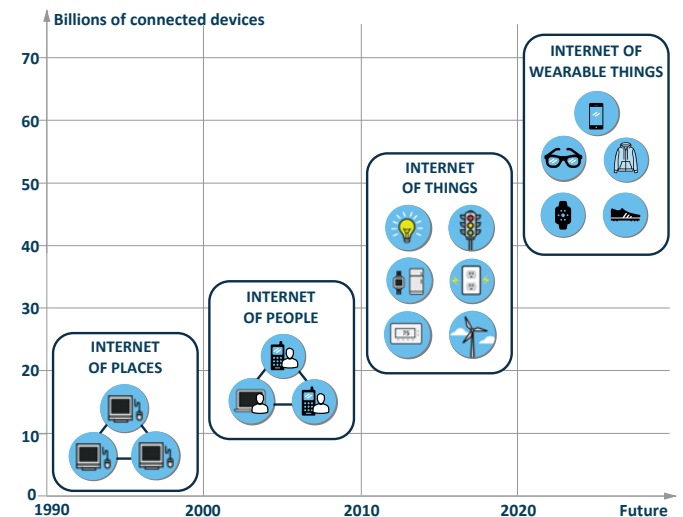 Billions of connected devices
70
60
50
40
30
20
10
0
INTERNET OF
WEARABLE THINGS
INTERNET
OF THINGS
75
INTERNET
OF PEOPLE
INTERNET
OF PLACES
1990
2000
2010
2020
Future